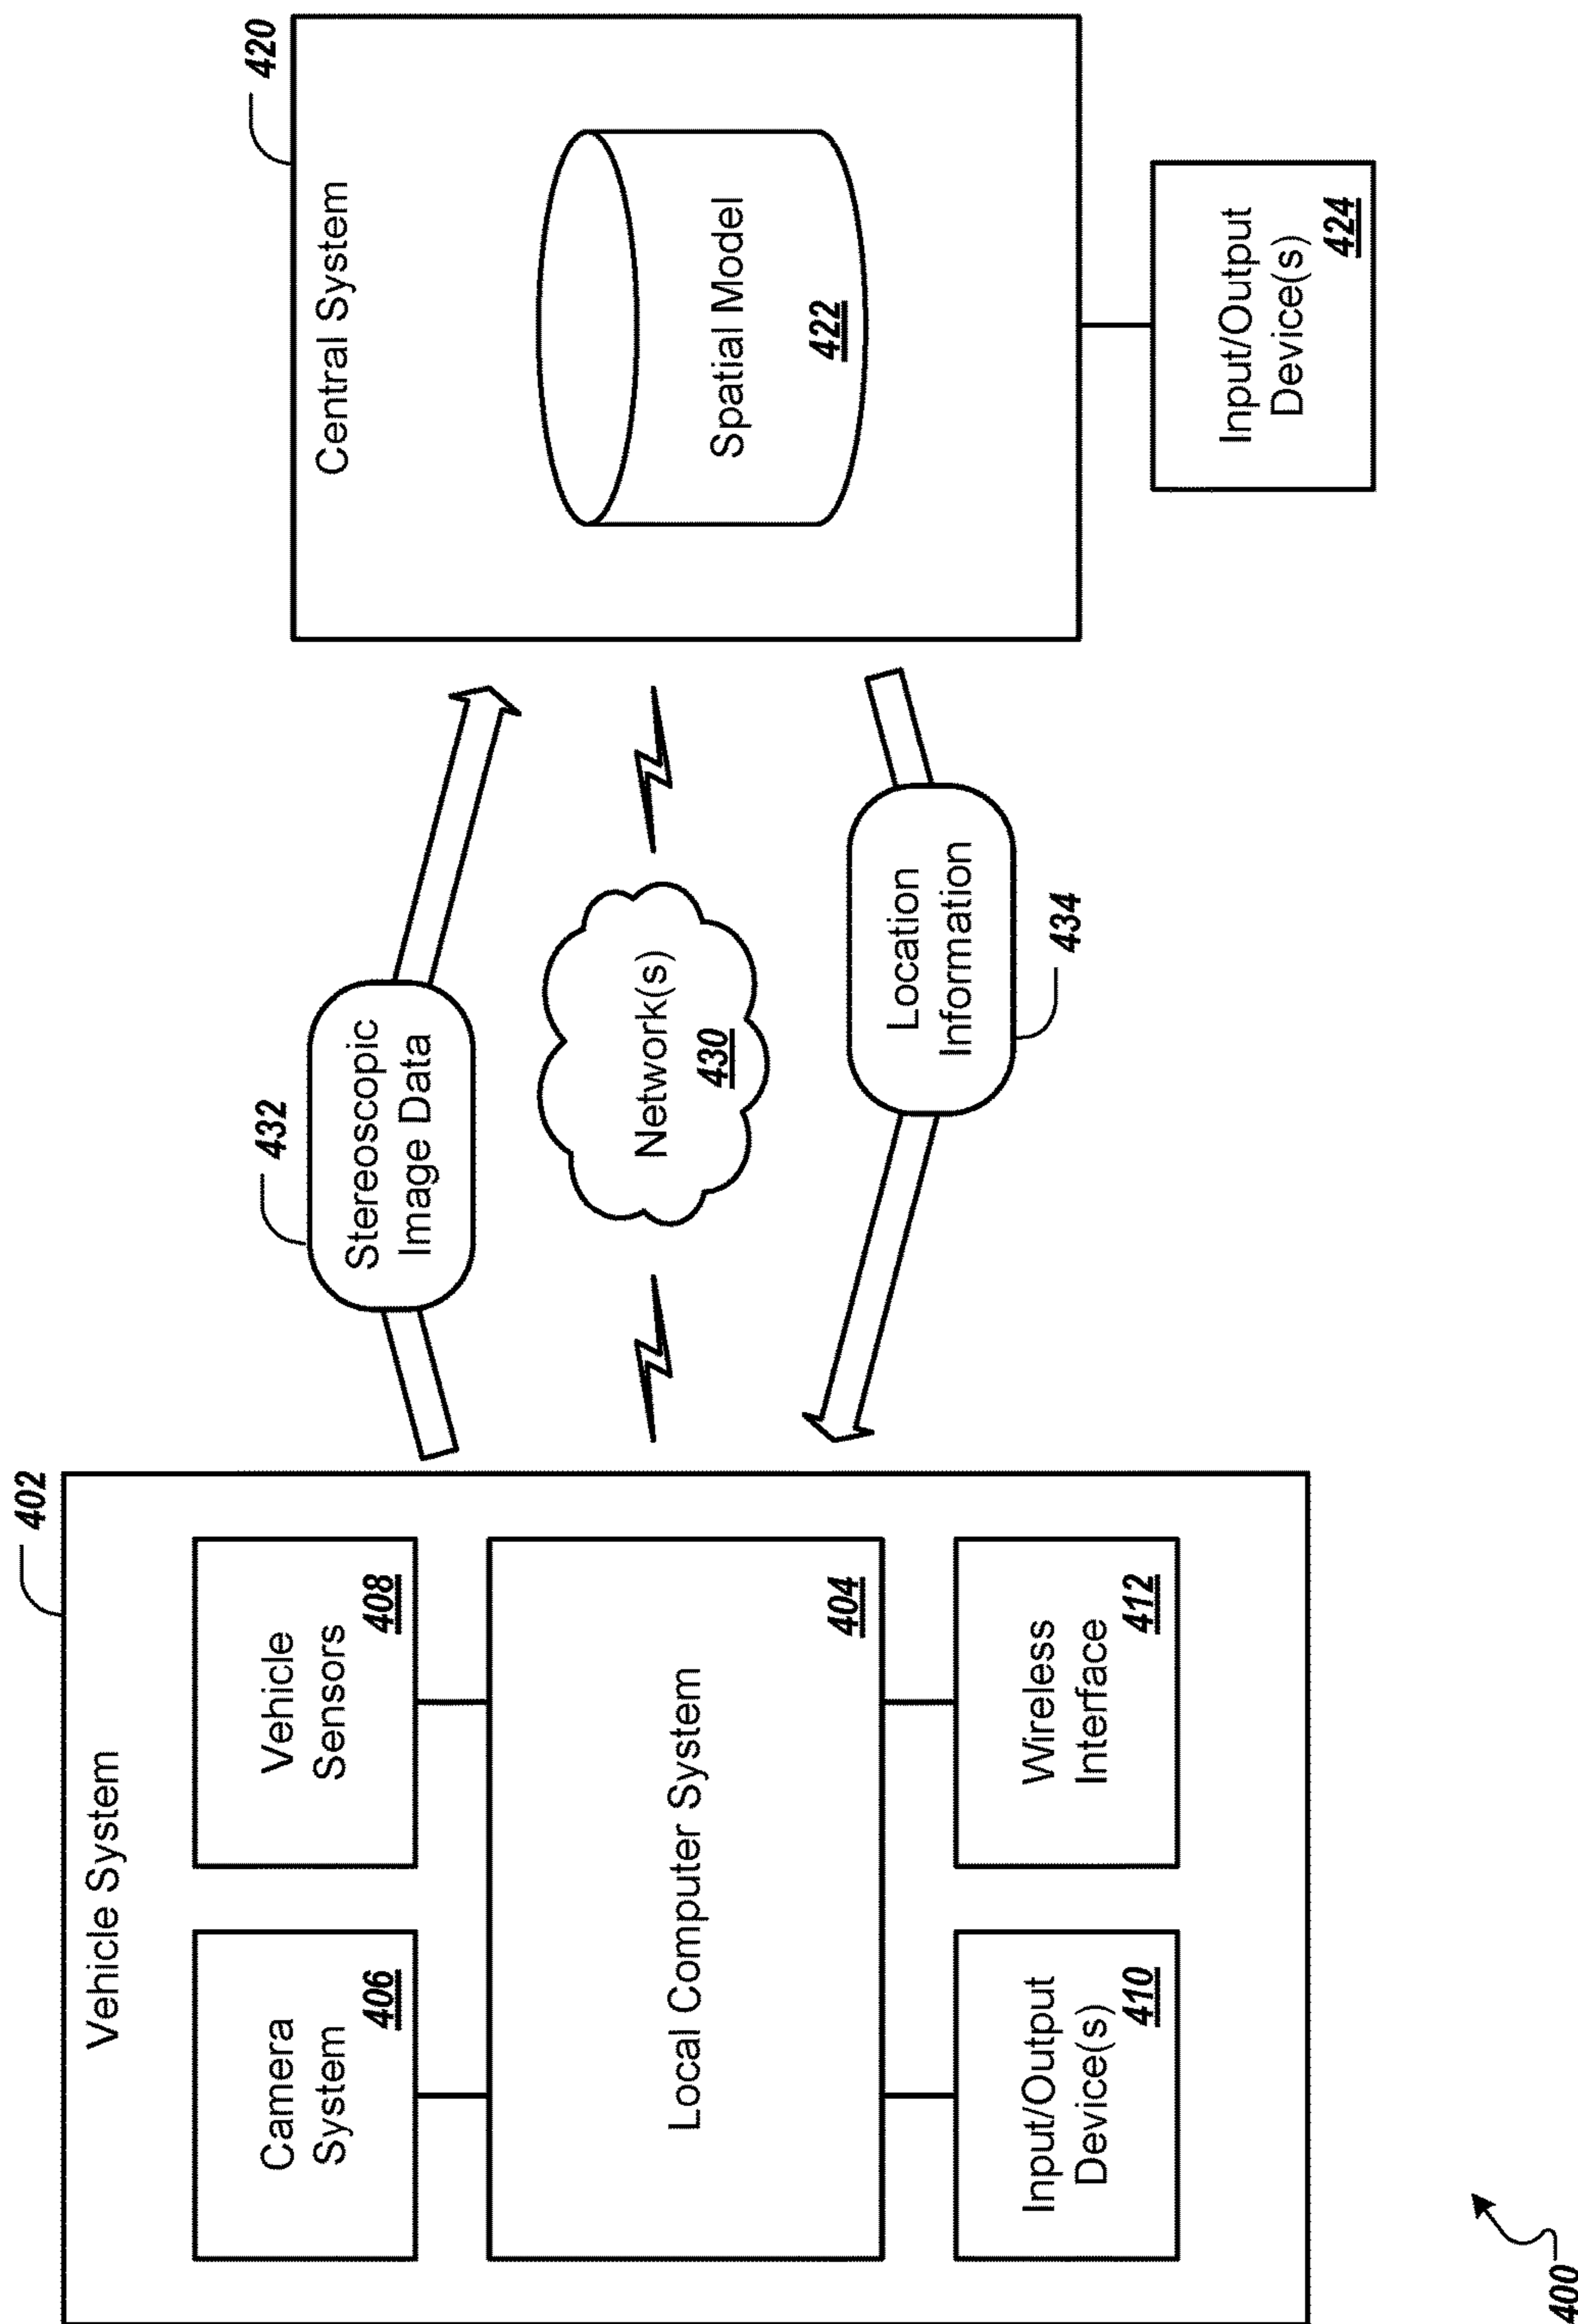 402
Vehicle System
Camera
System
406
Vehicle
Sensors
408
Local Computer System
404
Input/Output
Device(s)
410
Wireless
Interface
412
432
Stereoscopic
Image Data
Network(s)
430
Location
Information
434
420
Central System
Spatial Model
422
Input/Output
Device(s)
424
400